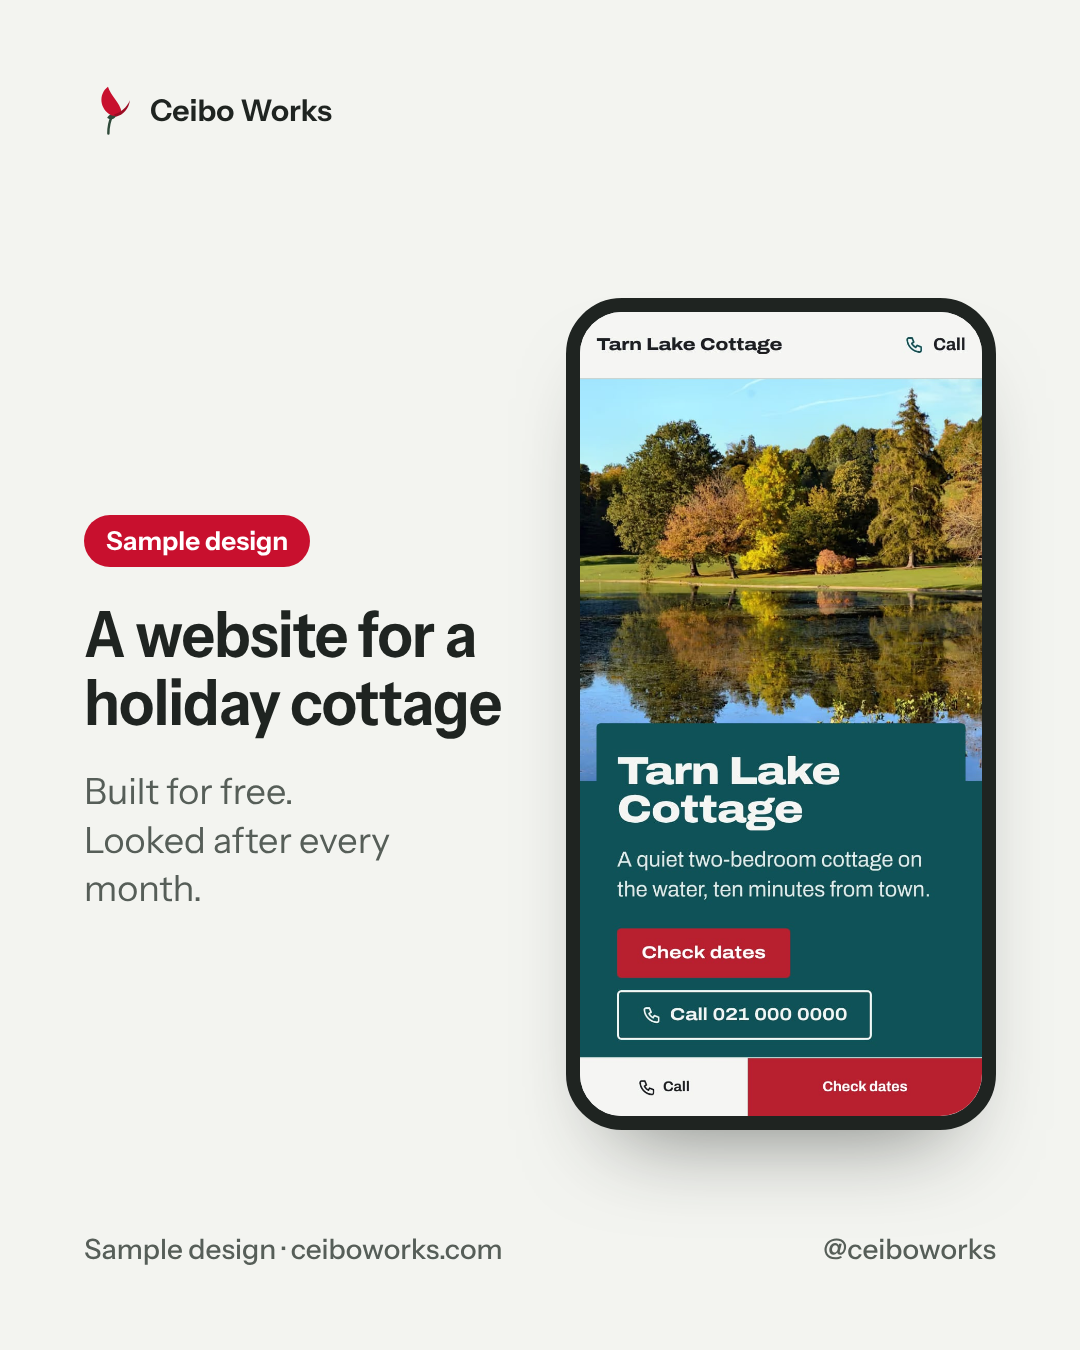 Ceibo Works
Sample design
A website for a
holiday cottage
Built for free.
Looked after every
month.
Tarn Lake Cottage
Call
Tarn Lake
Cottage
A quiet two-bedroom cottage on
the water, ten minutes from town.
Check dates
Call 021 000 0000
Call
Check dates
Sample design · ceiboworks.com
@ceiboworks